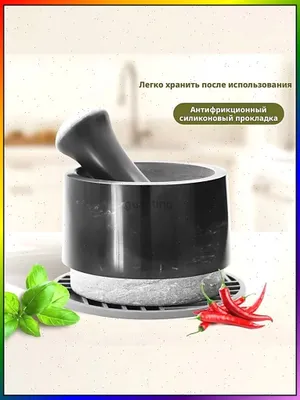 Легко хранить после использования
Антифрикционный
силиконовый прокладка